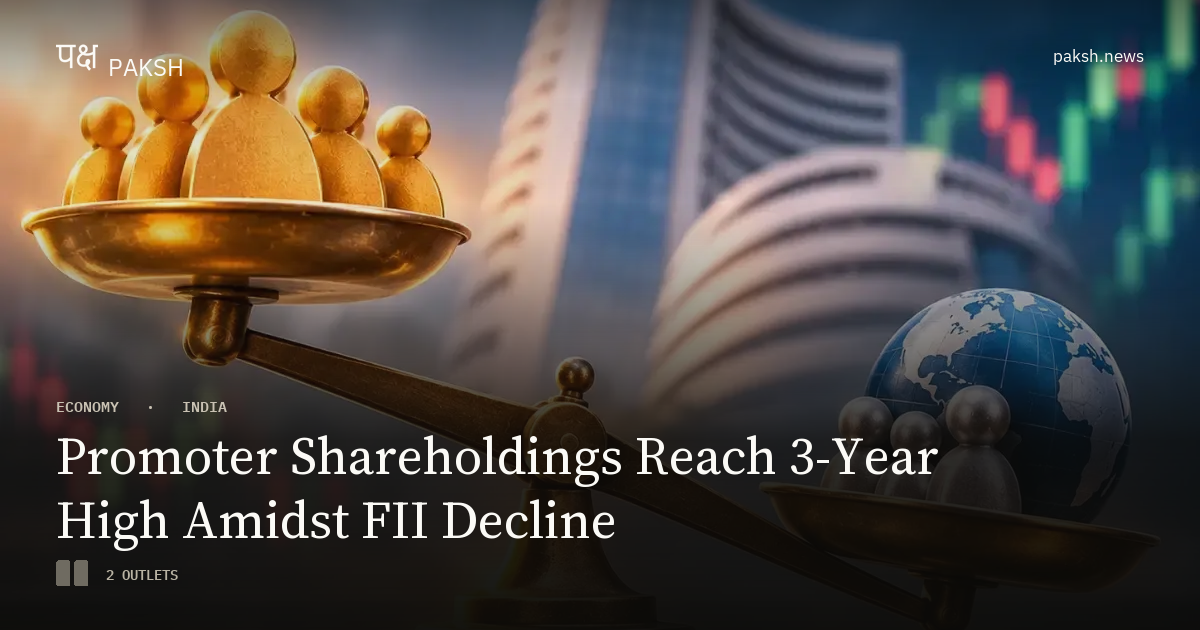 पक्ष PAKSH
paksh.news
ECONOMY · INDIA
Promoter Shareholdings Reach 3-Year
High Amidst FII Decline
2 OUTLETS